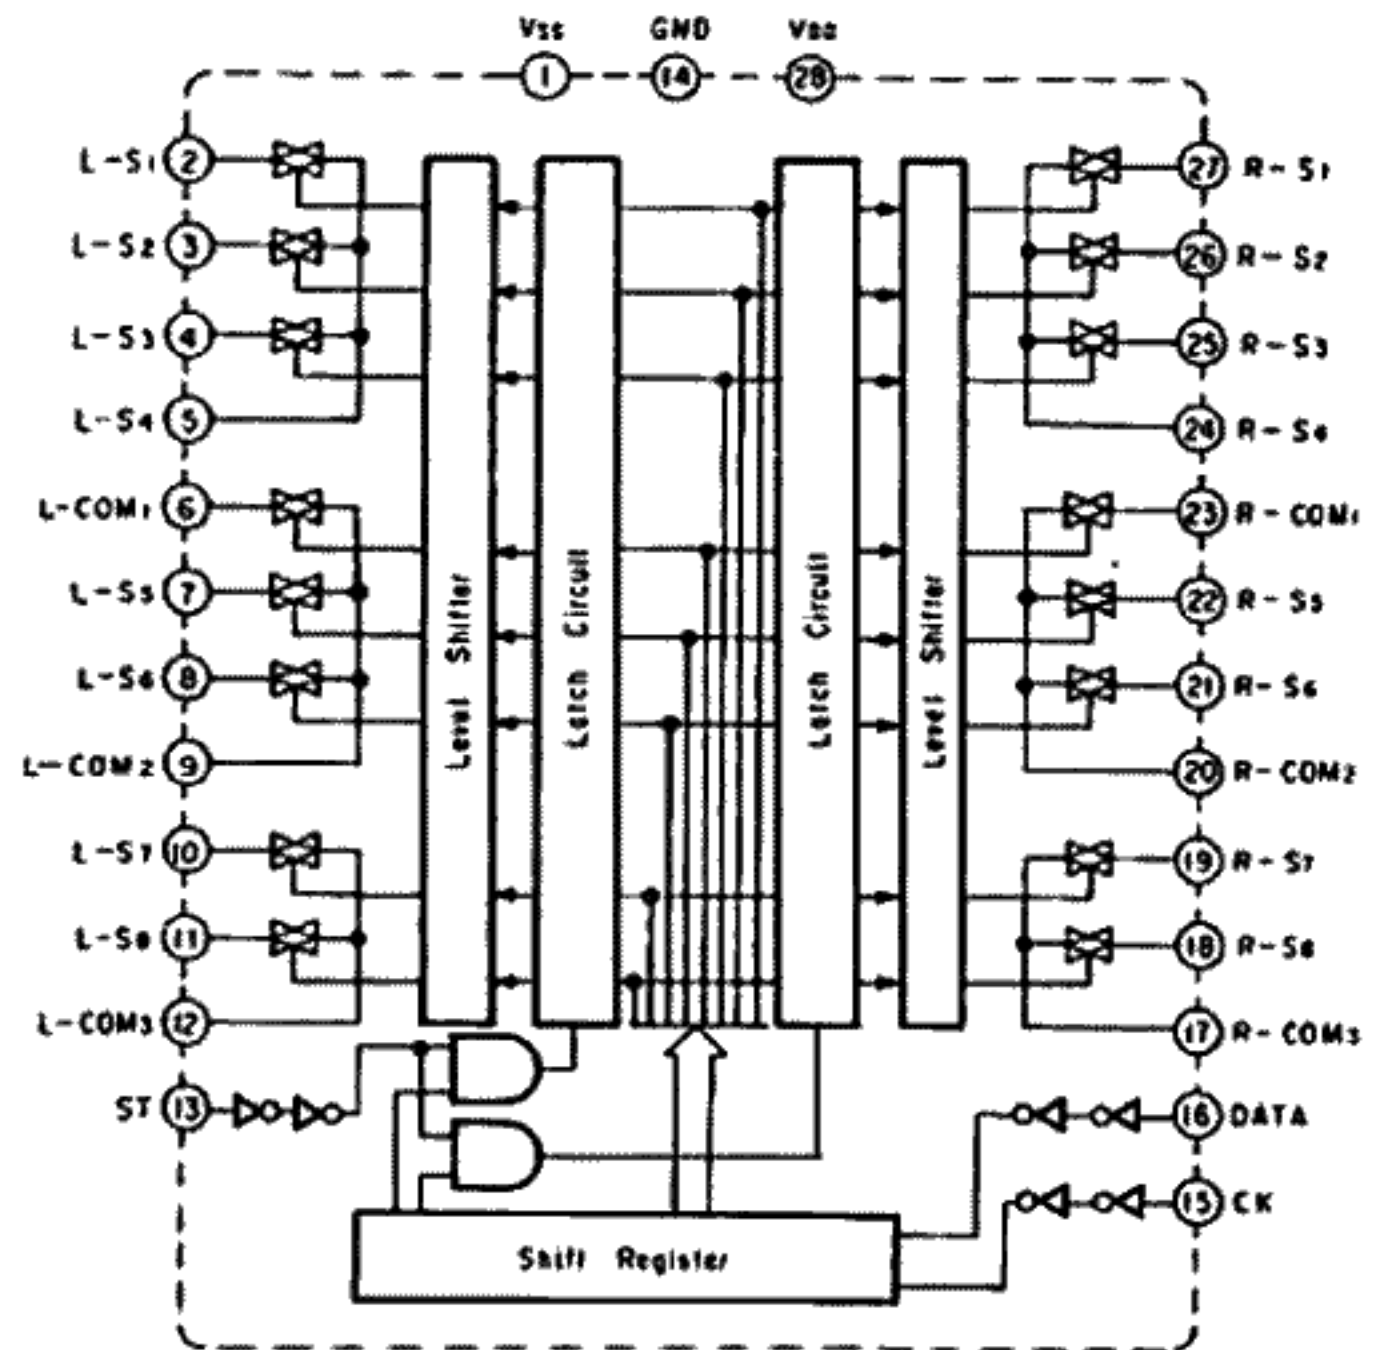 Vss GND VDD
1 14 28
L-S1 2
27 R-S1
L-S2 3
26 R-S2
L-S3 4
25 R-S3
L-S4 5
24 R-S4
L-COM1 6
23 R-COM1
L-S5 7
22 R-S5
L-S6 8
21 R-S6
L-COM2 9
20 R-COM2
L-S7 10
19 R-S7
L-S8 11
18 R-S8
L-COM3 12
17 R-COM3
Level Shifter
Latch Circuit
Latch Circuit
Level Shifter
ST 13
16 DATA
15 CK
Shift Register